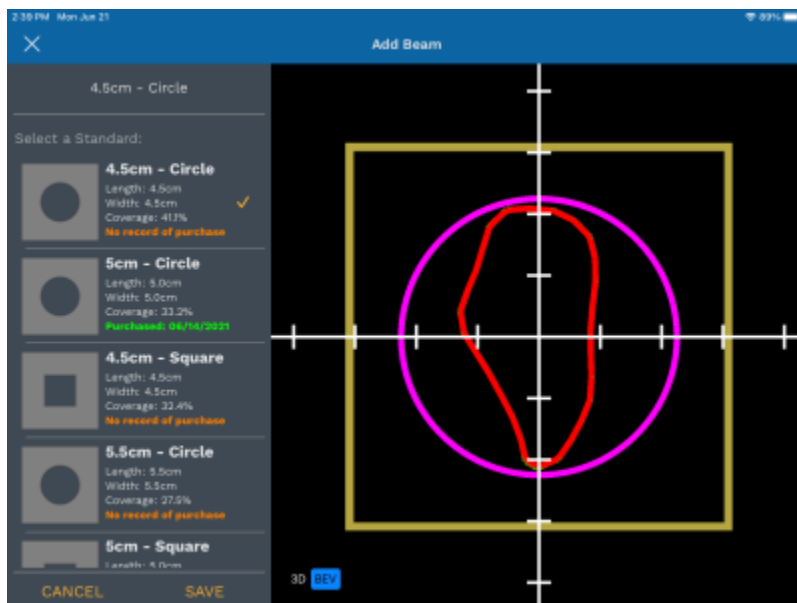 2:39 PM Mon Jun 21
89%
Add Beam
4.5cm - Circle
Select a Standard:
4.5cm - Circle
Length: 4.5cm
Width: 4.5cm
Coverage: 41.1%
No record of purchase
5cm - Circle
Length: 5.0cm
Width: 5.0cm
Coverage: 33.2%
Purchased: 06/14/2021
4.5cm - Square
Length: 4.5cm
Width: 4.5cm
Coverage: 32.4%
No record of purchase
5.5cm - Circle
Length: 5.5cm
Width: 5.5cm
Coverage: 27.5%
No record of purchase
5cm - Square
Length: 5.0cm
CANCEL SAVE
3D BEV